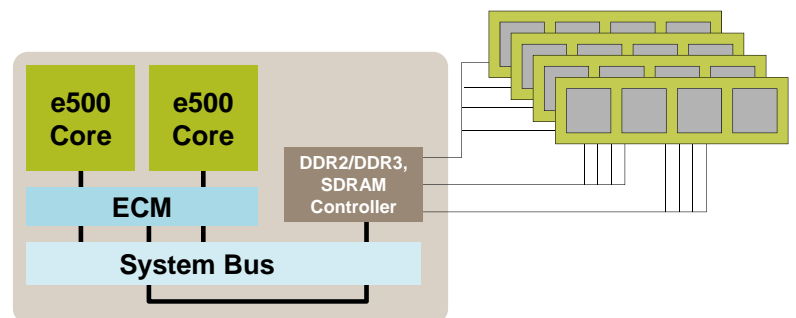 e500
Core
e500
Core
DDR2/DDR3,
SDRAM
Controller
ECM
System Bus